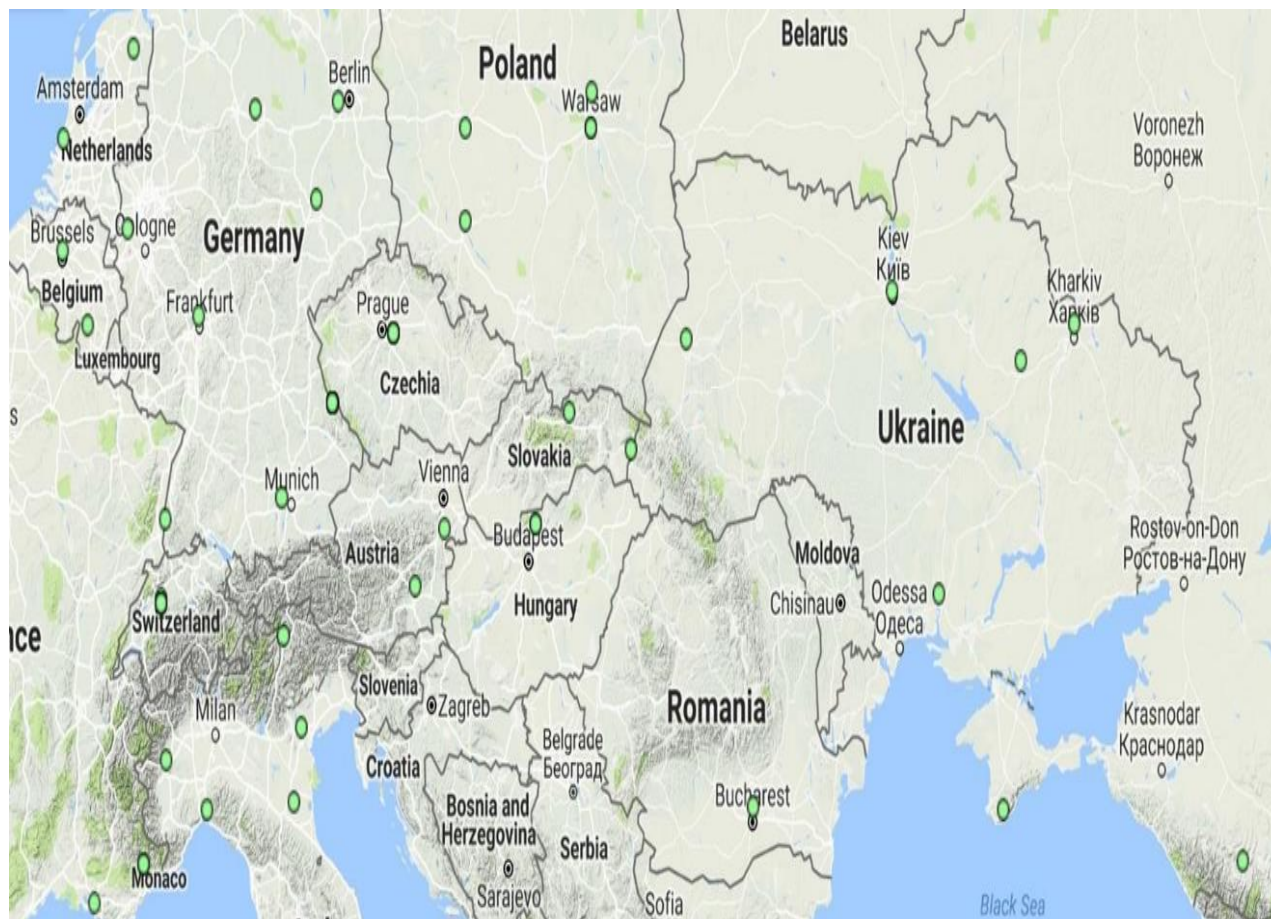 Belarus
Poland
Berlin
Amsterdam
Warsaw
Netherlands
Voronezh
Воронеж
Cologne
Brussels
Germany
Kiev
Київ
Belgium
Frankfurt
Prague
Kharkiv
Харків
Luxembourg
Czechia
s
Ukraine
Slovakia
Vienna
Munich
Budapest
Rostov-on-Don
Ростов-на-Дону
Austria
Moldova
Hungary
Chisinau
Odessa
Одеса
Switzerland
nce
Slovenia
Zagreb
Romania
Milan
Krasnodar
Краснодар
Belgrade
Београд
Croatia
Bucharest
Bosnia and
Herzegovina
Serbia
Monaco
Sarajevo
Sofia
Black Sea